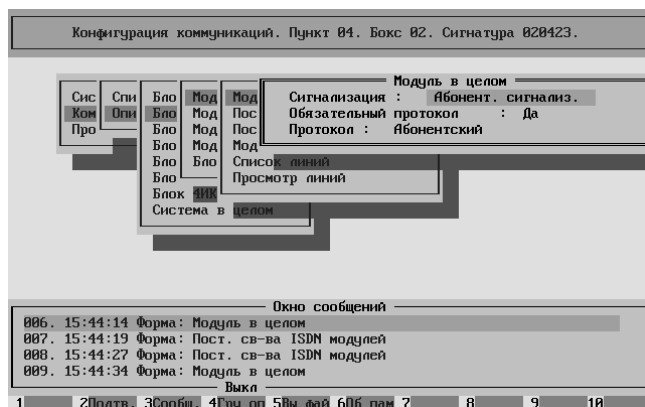 Конфигурация коммуникаций. Пункт 04. Бокс 02. Сигнатура 020423.
Модуль в целом
Сис Спи Бло Мод Мод Сигнализация : Абонент. сигнализ.
Ком Опи Бло Мод Пос Обязательный протокол : Да
Про Бло Мод Пос Протокол : Абонентский
Бло Мод Мод
Бло Бло Список линий
Бло Просмотр линий
Блок 4ИК
Система в целом
Окно сообщений
006. 15:44:14 Форма: Модуль в целом
007. 15:44:19 Форма: Пост. св-ва ISDN модулей
008. 15:44:27 Форма: Пост. св-ва ISDN модулей
009. 15:44:34 Форма: Модуль в целом
Выкл
1 2Подтв. 3Сообщ. 4Гру оп 5Вы фай 6Об пам 7 8 9 10